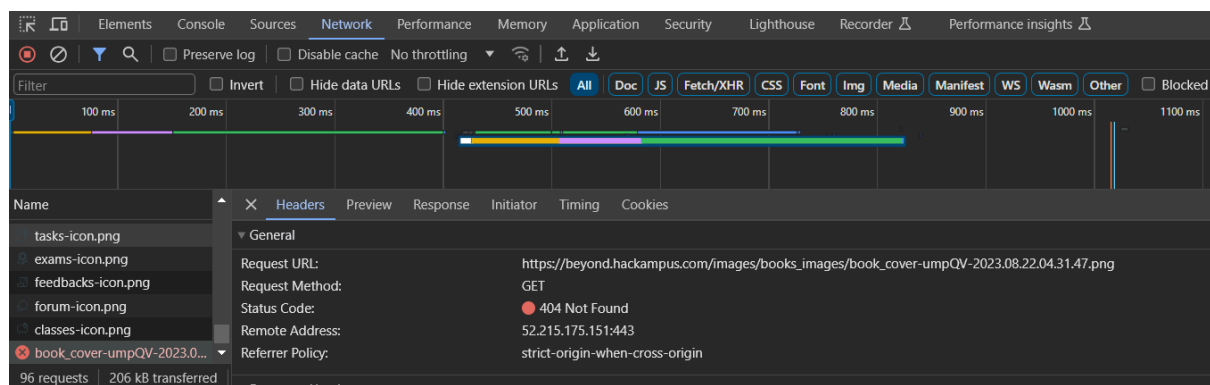 Elements Console Sources Network Performance Memory Application Security Lighthouse Recorder Performance insights
Preserve log Disable cache No throttling
Filter Invert Hide data URLs Hide extension URLs All Doc JS Fetch/XHR CSS Font Img Media Manifest WS Wasm Other Blocked
100 ms 200 ms 300 ms 400 ms 500 ms 600 ms 700 ms 800 ms 900 ms 1000 ms 1100 ms
Name Headers Preview Response Initiator Timing Cookies
tasks-icon.png General
exams-icon.png Request URL: https://beyond.hackampus.com/images/books_images/book_cover-umpQV-2023.08.22.04.31.47.png
feedbacks-icon.png Request Method: GET
forum-icon.png Status Code: 404 Not Found
classes-icon.png Remote Address: 52.215.175.151:443
book_cover-umpQV-2023.0... Referrer Policy: strict-origin-when-cross-origin
96 requests 206 kB transferred